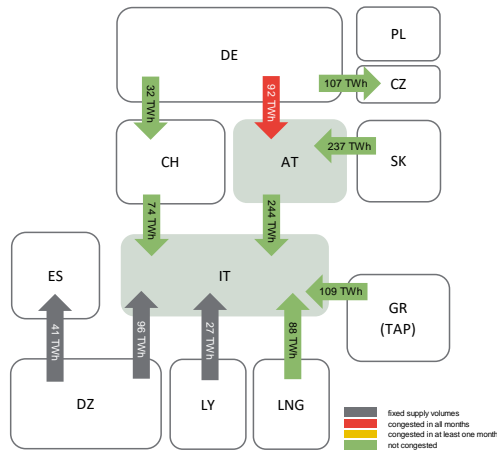 DE
PL
107 TWh
CZ
32 TWh
92 TWh
CH
AT
237 TWh
SK
74 TWh
244 TWh
ES
IT
109 TWh
GR
(TAP)
41 TWh
96 TWh
27 TWh
88 TWh
DZ
LY
LNG
fixed supply volumes
congested in all months
congested in at least one month
not congested